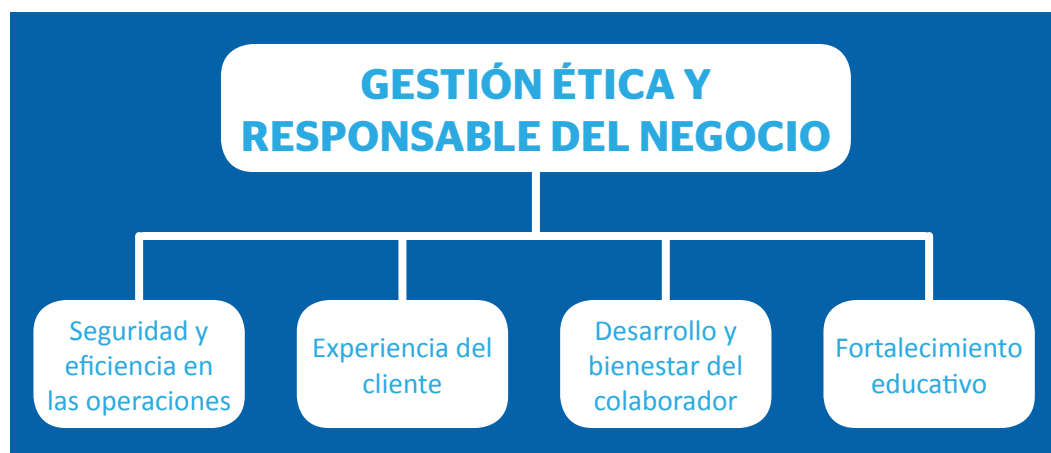 GESTIÓN ÉTICA Y
RESPONSABLE DEL NEGOCIO
Seguridad y
eficiencia en
las operaciones
Experiencia del
cliente
Desarrollo y
bienestar del
colaborador
Fortalecimiento
educativo